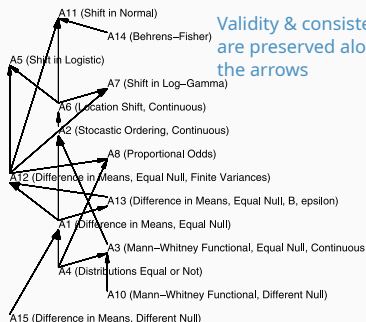 A11 (Shift in Normal)
Validity & consiste
A14 (Behrens–Fisher)
are preserved alo
A5 (Shift in Logistic)
the arrows
A7 (Shift in Log–Gamma)
A6 (Location Shift, Continuous)
A2 (Stocastic Ordering, Continuous)
A8 (Proportional Odds)
A12 (Difference in Means, Equal Null, Finite Variances)
A13 (Difference in Means, Equal Null, B, epsilon)
A1 (Difference in Means, Equal Null)
A3 (Mann–Whitney Functional, Equal Null, Continuous
A4 (Distributions Equal or Not)
A10 (Mann–Whitney Functional, Different Null)
A15 (Difference in Means, Different Null)